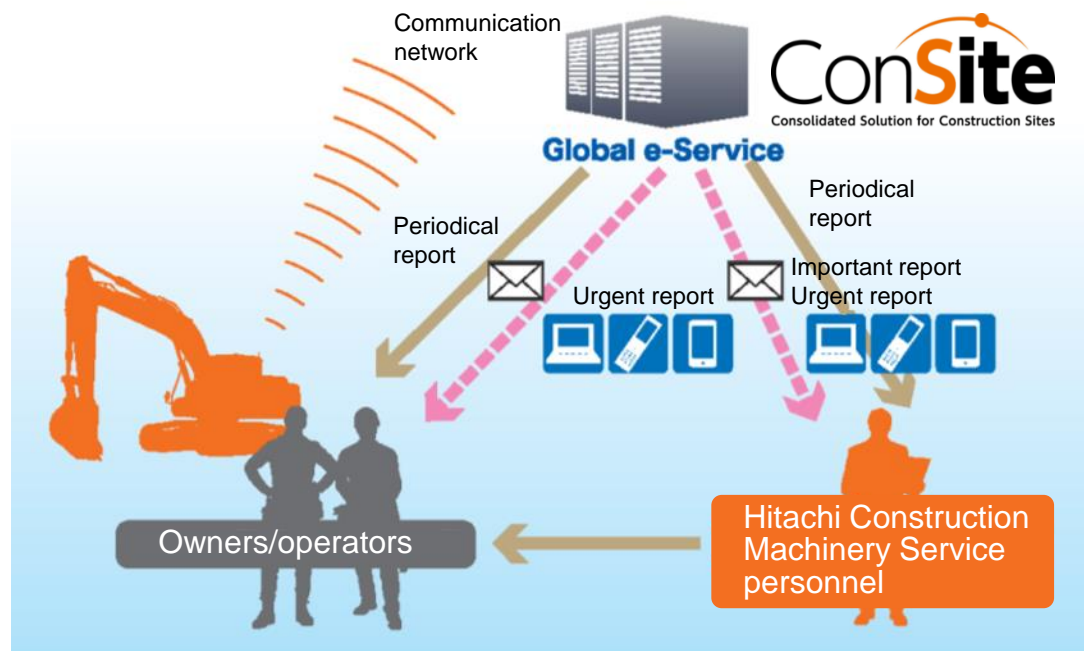 Communication
network
ConSite
Consolidated Solution for Construction Sites
Global e-Service
Periodical
report
Periodical
report
Urgent report
Important report
Urgent report
Owners/operators
Hitachi Construction
Machinery Service
personnel